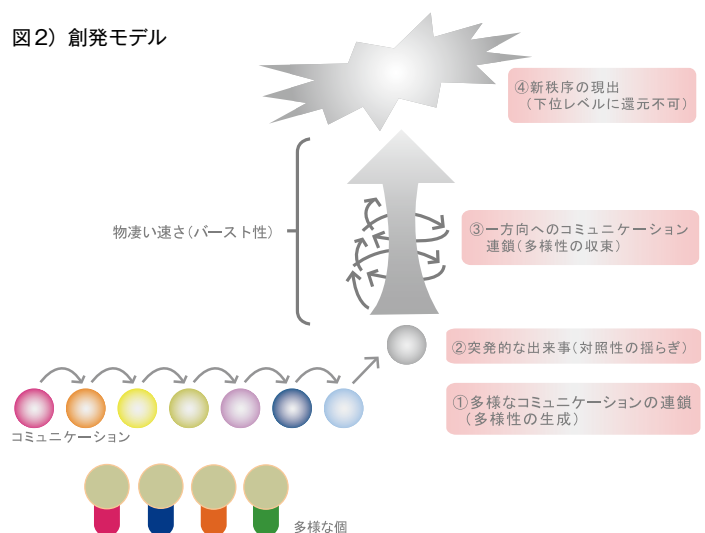 図2）創発モデル
④新秩序の現出
（下位レベルに還元不可）
物凄い速さ（バースト性）
③一方向へのコミュニケーション
連鎖（多様性の収束）
②突発的な出来事（対照性の揺らぎ）
①多様なコミュニケーションの連鎖
（多様性の生成）
コミュニケーション
多様な個